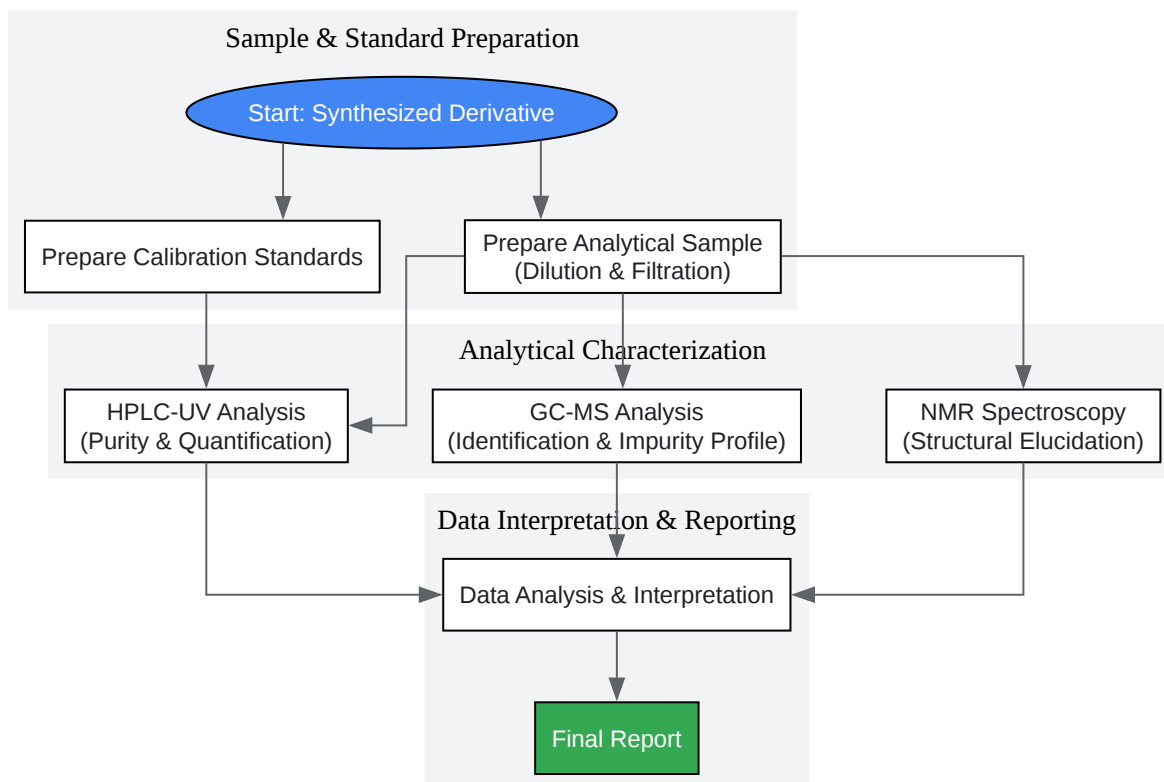 Sample & Standard Preparation
Start: Synthesized Derivative
Prepare Calibration Standards
Prepare Analytical Sample
(Dilution & Filtration)
Analytical Characterization
HPLC-UV Analysis
(Purity & Quantification)
GC-MS Analysis
(Identification & Impurity Profile)
NMR Spectroscopy
(Structural Elucidation)
Data Interpretation & Reporting
Data Analysis & Interpretation
Final Report